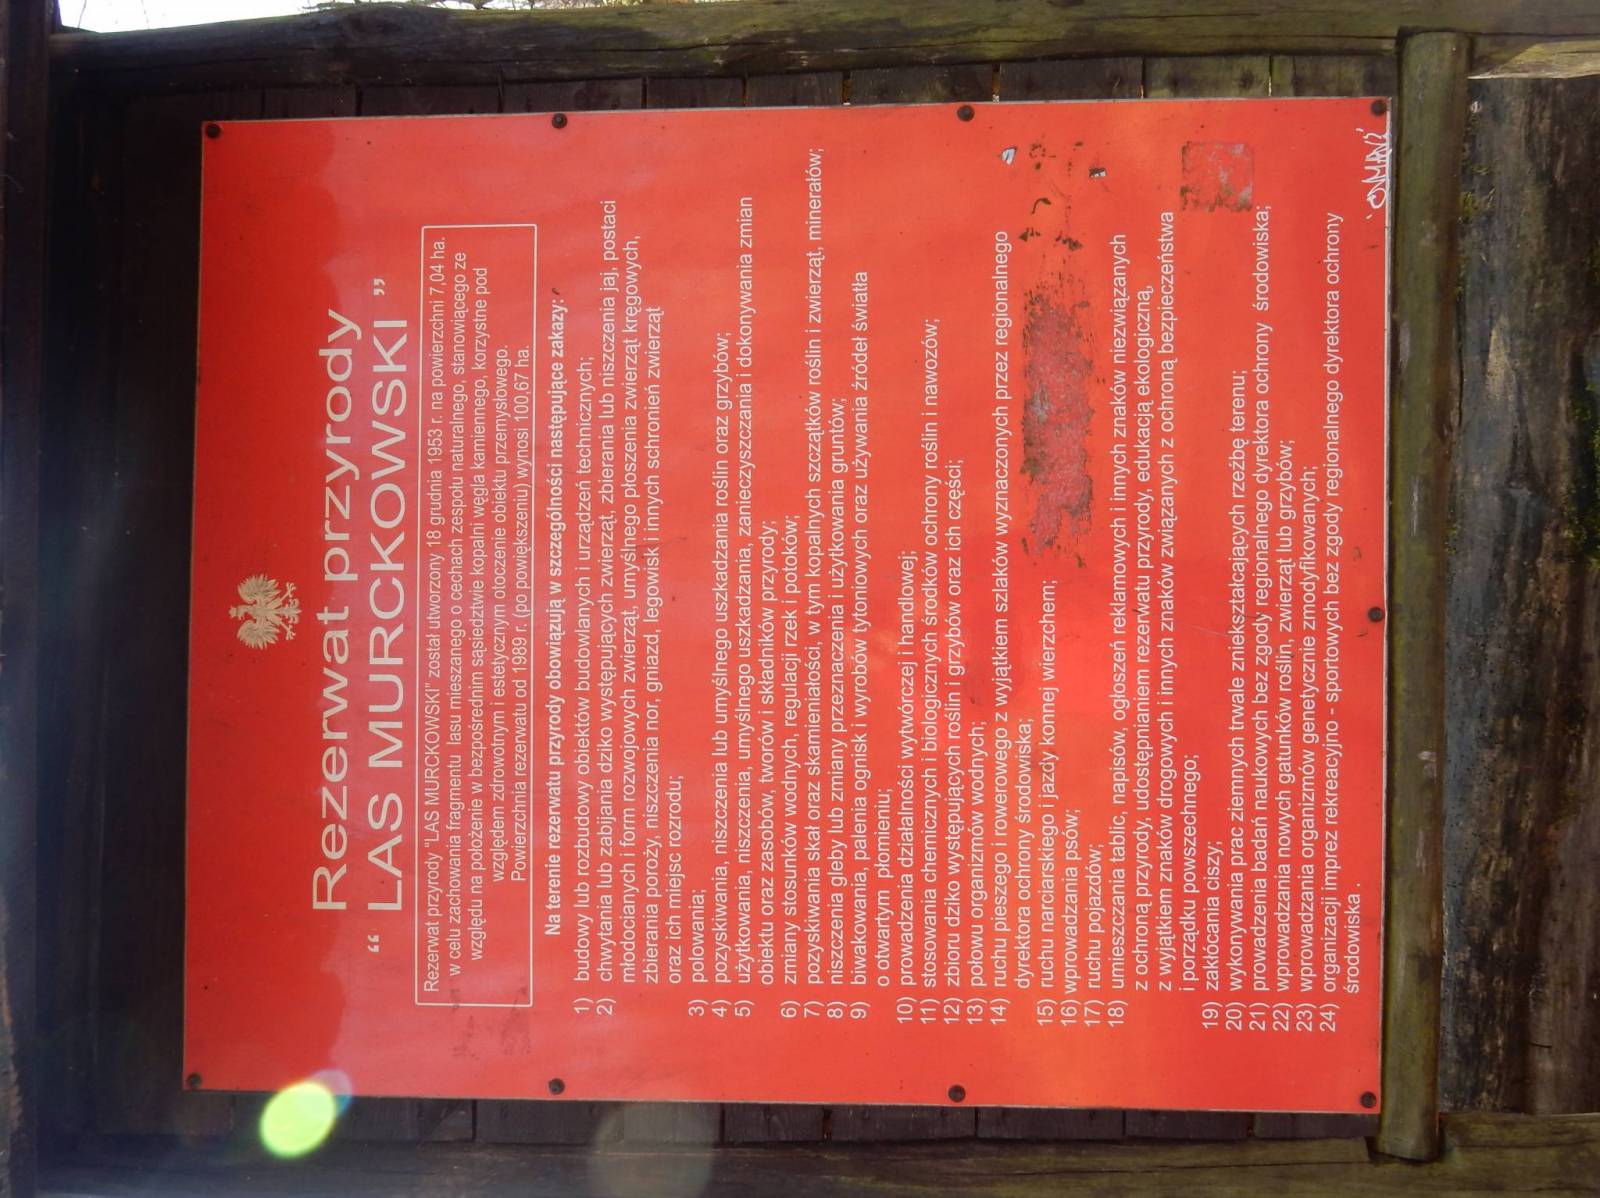 Rezerwat przyrody
“ LAS MURCKOWSKI ”
Rezerwat przyrody "LAS MURCKOWSKI” został utworzony 18 grudnia 1953 r. na powierzchni 7,04 ha.
w celu zachowania fragmentu lasu mieszanego o cechach zespołu naturalnego, stanowiącego ze
względu na położenie w bezposrednim sąsiedztwie kopalni węgla kamiennego, korzystne pod
względem zdrowotnym i estetycznym otoczenie obiektu przemysłowego.
Powierzchnia rezerwatu od 1989 r. (po powiększeniu) wynosi 100,67 ha.
Na terenie rezerwatu przyrody obowiązują w szczególności następujące zakazy:
1) budowy lub rozbudowy obiektów budowlanych i urządzeń technicznych;
2) chwytania lub zabijania dziko występujących zwierząt, zbierania lub niszczenia jaj, postaci
młodocianych i form rozwojowych zwierząt, umyślnego płoszenia zwierząt kręgowych,
zbierania poroży, niszczenia nor, gniazd, legowisk i innych schronień zwierząt
oraz ich miejsc rozrodu;
3) polowania;
4) pozyskiwania, niszczenia lub umyślnego uszkadzania roślin oraz grzybów;
5) użytkowania, niszczenia, umyślnego uszkadzania, zanieczyszczania i dokonywania zmian
obiektu oraz zasobów, tworów i składników przyrody;
6) zmiany stosunków wodnych, regulacji rzek i potoków;
7) pozyskiwania skał oraz skamieniałości, w tym kopalnych szczątków roślin i zwierząt, minerałów;
8) niszczenia gleby lub zmiany przeznaczenia i użytkowania gruntów;
9) biwakowania, palenia ognisk i wyrobów tytoniowych oraz używania źródeł światła
o otwartym płomieniu;
10) prowadzenia działalności wytwórczej i handlowej;
11) stosowania chemicznych i biologicznych środków ochrony roślin i nawozów;
12) zbioru dziko występujących roślin i grzybów oraz ich części;
13) połowu organizmów wodnych;
14) ruchu pieszego i rowerowego z wyjątkiem szlaków wyznaczonych przez regionalnego
dyrektora ochrony środowiska;
15) ruchu narciarskiego i jazdy konnej wierzchem;
16) wprowadzania psów;
17) ruchu pojazdów;
18) umieszczania tablic, napisów, ogłoszeń reklamowych i innych znaków niezwiązanych
z ochroną przyrody, udostępnianiem rezerwatu przyrody, edukacją ekologiczną,
z wyjątkiem znaków drogowych i innych znaków związanych z ochroną bezpieczeństwa
i porządku powszechnego;
19) zakłócania ciszy;
20) wykonywania prac ziemnych trwale zniekształcających rzeźbę terenu;
21) prowadzenia badań naukowych bez zgody regionalnego dyrektora ochrony środowiska;
22) wprowadzania nowych gatunków roślin, zwierząt lub grzybów;
23) wprowadzania organizmów genetycznie zmodyfikowanych;
24) organizacji imprez rekreacyjno - sportowych bez zgody regionalnego dyrektora ochrony
środowiska .